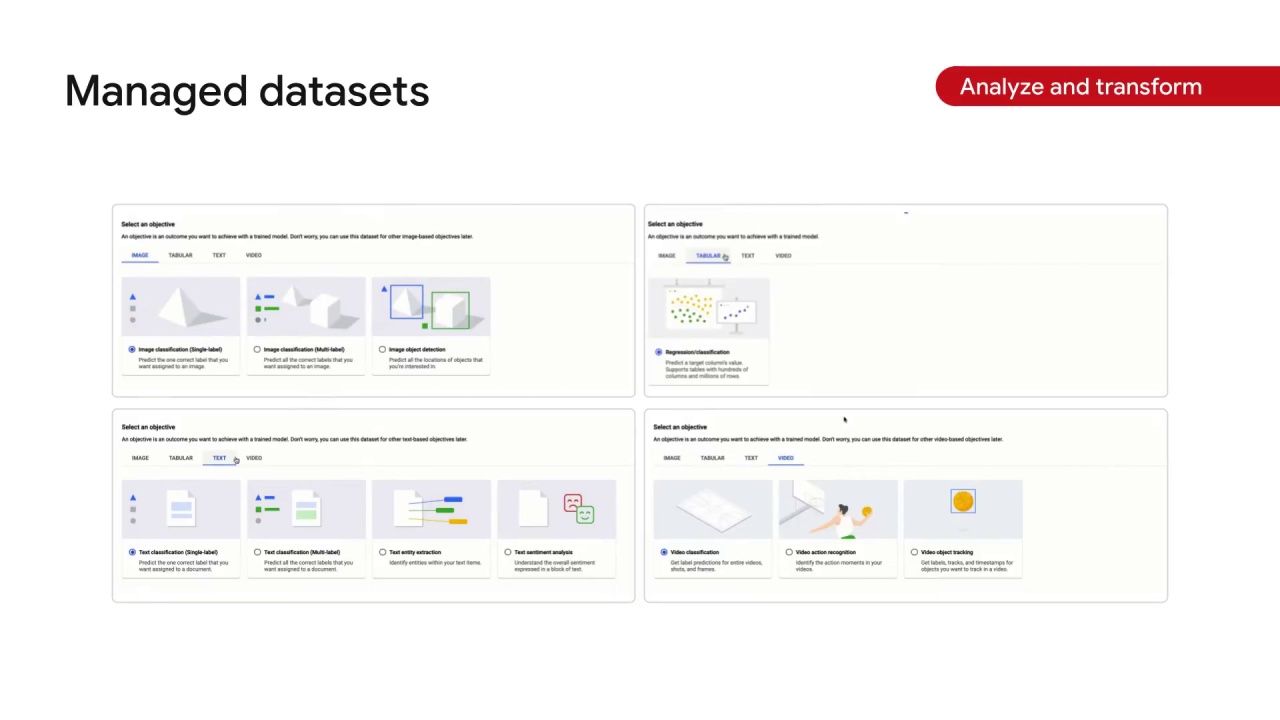 Managed datasets
Analyze and transform
Select an objective
An objective is an outcome you want to achieve with a trained model. Don't worry, you can use this dataset for other image-based objectives later.
IMAGE TABULAR TEXT VIDEO
Image classification (Single-label)
Predict the one correct label that you
want assigned to an image.
Image classification (Multi-label)
Predict all the correct labels that you
want assigned to an image.
Image object detection
Predict all the locations of objects that
you're interested in.
Select an objective
An objective is an outcome you want to achieve with a trained model.
IMAGE TABULAR TEXT VIDEO
Regression/classification
Predict a target column's value.
Supports tables with hundreds of
columns and millions of rows.
Select an objective
An objective is an outcome you want to achieve with a trained model. Don't worry, you can use this dataset for other text-based objectives later.
IMAGE TABULAR TEXT VIDEO
Text classification (Single-label)
Predict the one correct label that you
want assigned to a document.
Text classification (Multi-label)
Predict all the correct labels that you
want assigned to a document.
Text entity extraction
Identify entities within your text items.
Text sentiment analysis
Understand the overall sentiment
expressed in a block of text.
Select an objective
An objective is an outcome you want to achieve with a trained model. Don't worry, you can use this dataset for other video-based objectives later.
IMAGE TABULAR TEXT VIDEO
Video classification
Get label predictions for entire videos,
shots, and frames.
Video action recognition
Identify the action moments in your
videos.
Video object tracking
Get labels, tracks, and timestamps for
objects you want to track in a video.